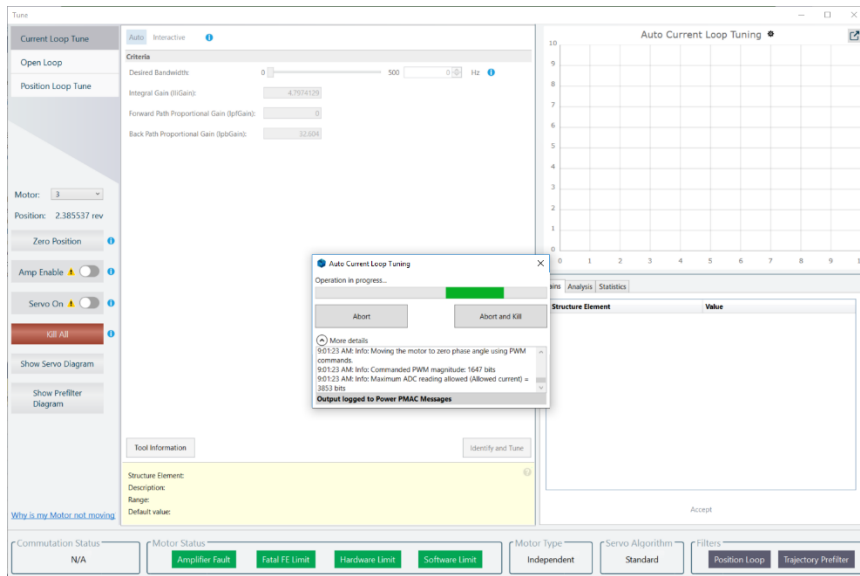 Tune
Current Loop Tune
Open Loop
Position Loop Tune
Motor: 3
Position: 2.385537 rev
Zero Position
Amp Enable
Servo On
Kill All
Show Servo Diagram
Show Prefilter
Diagram
Why is my Motor not moving
Auto Interactive
Criteria
Desired Bandwidth: 0 500 0 Hz
Integral Gain (IiGain): 4.7974129
Forward Path Proportional Gain (IpfGain): 0
Back Path Proportional Gain (IpbGain): 32.604
Tool Information
Identify and Tune
Structure Element:
Description:
Range:
Default value:
Auto Current Loop Tuning
Operation in progress...
Abort
Abort and Kill
More details
9:01:23 AM: Info: Moving the motor to zero phase angle using PWM
commands.
9:01:23 AM: Info: Commanded PWM magnitude: 1647 bits
9:01:23 AM: Info: Maximum ADC reading allowed (Allowed current) =
3853 bits
Output logged to Power PMAC Messages
Auto Current Loop Tuning
10
9
8
7
6
5
4
3
2
1
0
0 1 2 3 4 5 6 7 8 9 1
Analysis Statistics
Structure Element Value
Accept
Commutation Status
N/A
Motor Status
Amplifier Fault Fatal FE Limit Hardware Limit Software Limit
Motor Type
Independent
Servo Algorithm
Standard
Filters
Position Loop Trajectory Prefilter